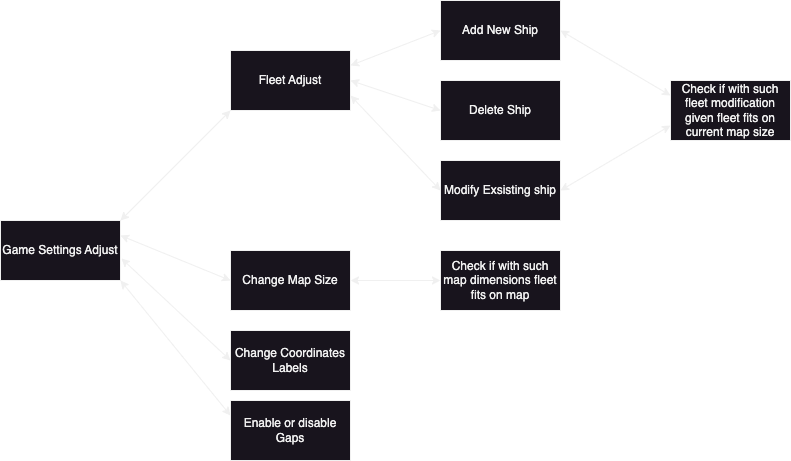 Add New Ship
Fleet Adjust
Delete Ship
Check if with such
fleet modification
given fleet fits on
current map size
Modify Exsisting ship
Game Settings Adjust
Change Map Size
Check if with such
map dimensions fleet
fits on map
Change Coordinates
Labels
Enable or disable
Gaps